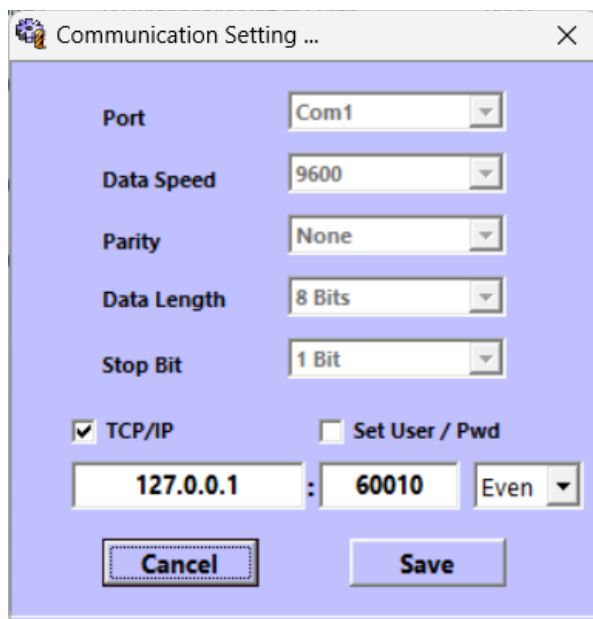 Communication Setting ...
Port Com1
Data Speed 9600
Parity None
Data Length 8 Bits
Stop Bit 1 Bit
TCP/IP Set User / Pwd
127.0.0.1 : 60010 Even
Cancel Save